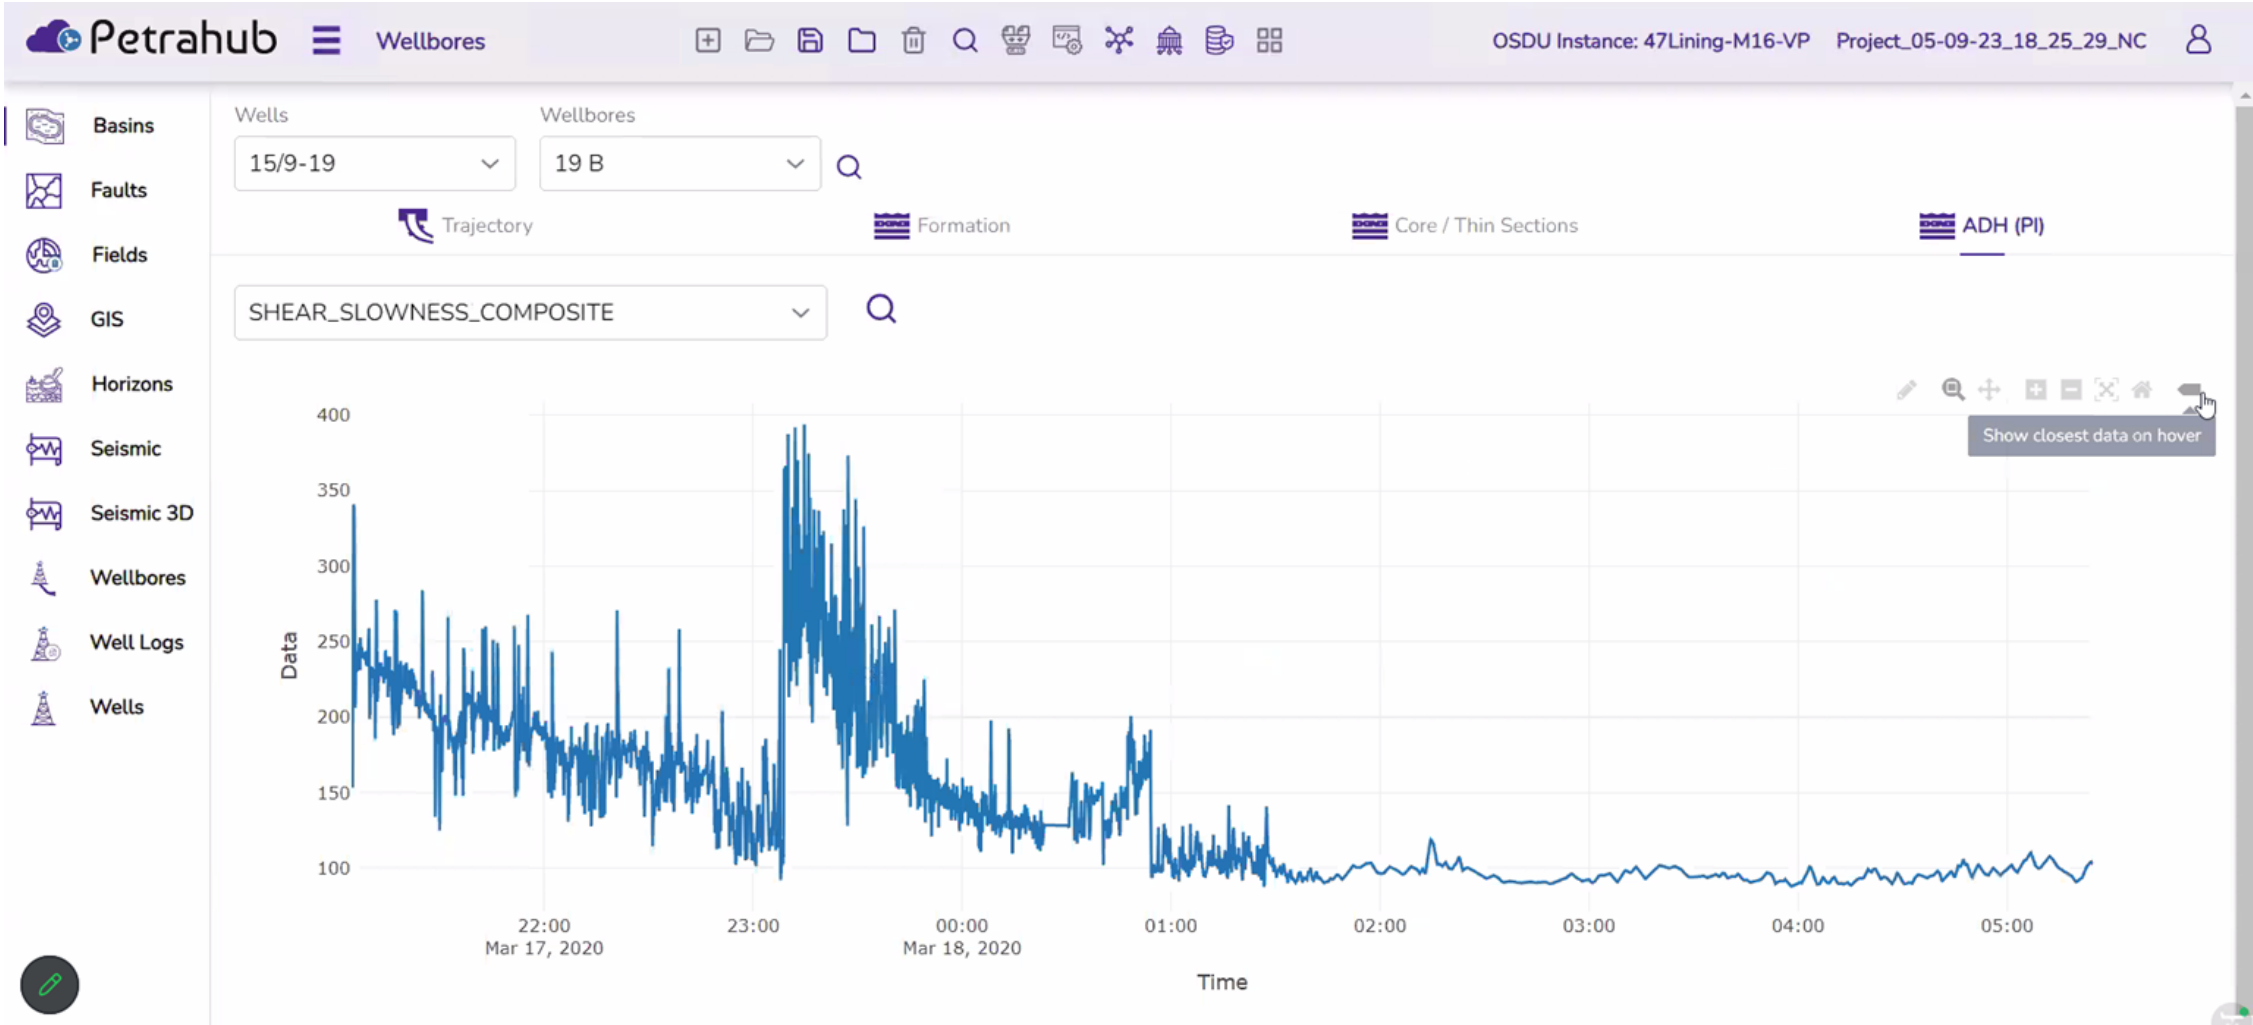 Petrahub
Wellbores
OSDU Instance: 47Lining-M16-VP
Project_05-09-23_18_25_29_NC
Basins
Faults
Fields
GIS
Horizons
Seismic
Seismic 3D
Wellbores
Well Logs
Wells
Wells
Wellbores
15/9-19
19 B
Trajectory
Formation
Core / Thin Sections
ADH (PI)
SHEAR_SLOWNESS_COMPOSITE
Show closest data on hover
400
350
300
250
200
150
100
Data
22:00
Mar 17, 2020
23:00
00:00
Mar 18, 2020
01:00
02:00
03:00
04:00
05:00
Time